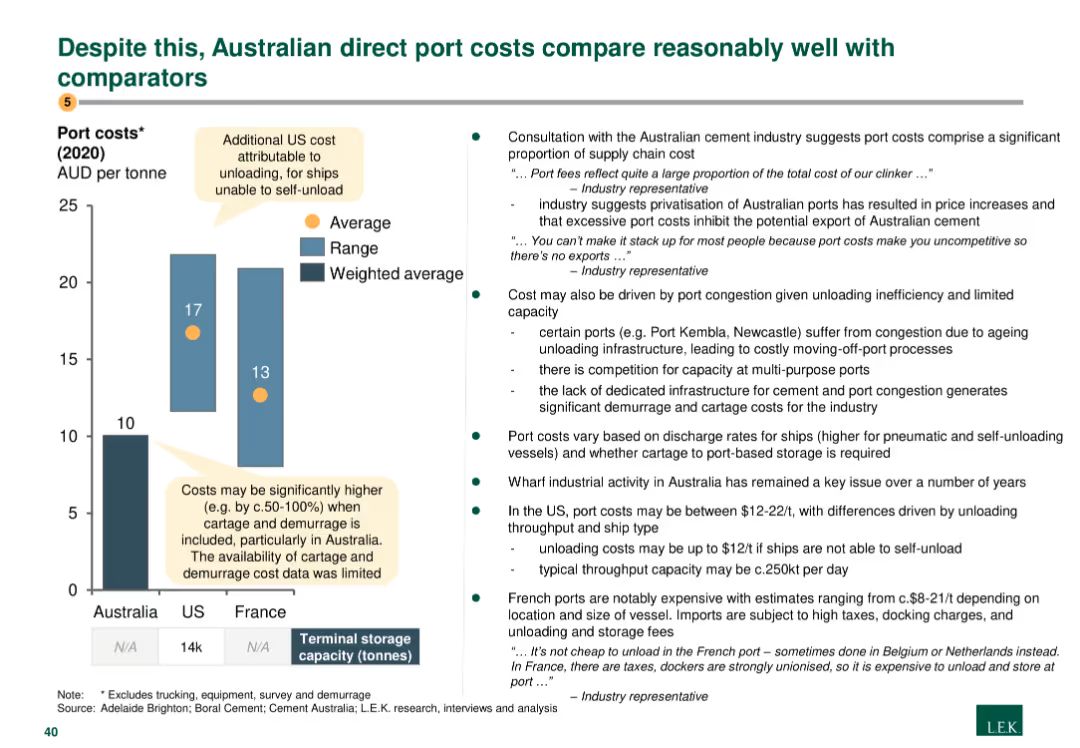 Despite this, Australian direct port costs compare reasonably well with
comparators
5
Port costs*
(2020)
AUD per tonne
Additional US cost
attributable to
unloading, for ships
unable to self-unload
25
20
15
10
5
0
Average
Range
Weighted average
17
13
10
Costs may be significantly higher
(e.g. by c.50-100%) when
cartage and demurrage is
included, particularly in Australia.
The availability of cartage and
demurrage cost data was limited
Australia US France
N/A 14k N/A Terminal storage
capacity (tonnes)
Note: * Excludes trucking, equipment, survey and demurrage
Source: Adelaide Brighton; Boral Cement; Cement Australia; L.E.K. research, interviews and analysis
● Consultation with the Australian cement industry suggests port costs comprise a significant
proportion of supply chain cost
“… Port fees reflect quite a large proportion of the total cost of our clinker …”
– Industry representative
- industry suggests privatisation of Australian ports has resulted in price increases and
that excessive port costs inhibit the potential export of Australian cement
“… You can’t make it stack up for most people because port costs make you uncompetitive so
there’s no exports …”
– Industry representative
● Cost may also be driven by port congestion given unloading inefficiency and limited
capacity
- certain ports (e.g. Port Kembla, Newcastle) suffer from congestion due to ageing
unloading infrastructure, leading to costly moving-off-port processes
- there is competition for capacity at multi-purpose ports
- the lack of dedicated infrastructure for cement and port congestion generates
significant demurrage and cartage costs for the industry
● Port costs vary based on discharge rates for ships (higher for pneumatic and self-unloading
vessels) and whether cartage to port-based storage is required
● Wharf industrial activity in Australia has remained a key issue over a number of years
● In the US, port costs may be between $12-22/t, with differences driven by unloading
throughput and ship type
- unloading costs may be up to $12/t if ships are not able to self-unload
- typical throughput capacity may be c.250kt per day
● French ports are notably expensive with estimates ranging from c.$8-21/t depending on
location and size of vessel. Imports are subject to high taxes, docking charges, and
unloading and storage fees
“… It’s not cheap to unload in the French port – sometimes done in Belgium or Netherlands instead.
In France, there are taxes, dockers are strongly unionised, so it is expensive to unload and store at
port …”
– Industry representative
40
L.E.K.